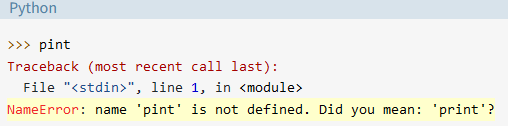 Python
>>> pint
Traceback (most recent call last):
  File "<stdin>", line 1, in <module>
NameError: name 'pint' is not defined. Did you mean: 'print'?